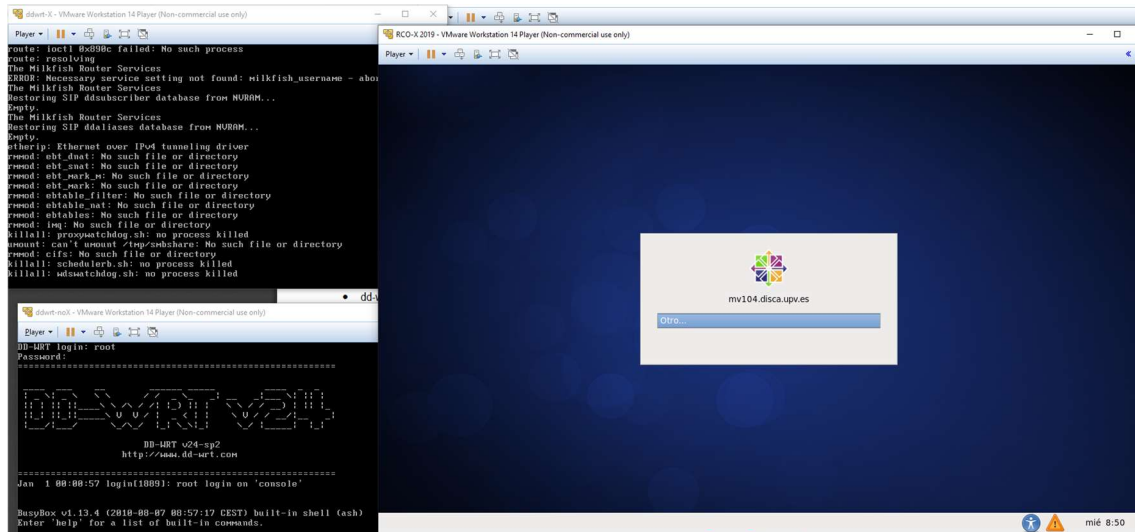 ddwrt-X - VMware Workstation 14 Player (Non-commercial use only)
Player
route: ioctl 0x890c failed: No such process
route: resolving
The Milkfish Router Services
ERROR: Necessary service setting not found: milkfish_username - abo
The Milkfish Router Services
Restoring SIP ddsubscriber database from NVRAM...
Empty.
The Milkfish Router Services
Restoring SIP ddaliases database from NVRAM...
Empty.
etherip: Ethernet over IPv4 tunneling driver
rmmod: ebt_dnat: No such file or directory
rmmod: ebt_snat: No such file or directory
rmmod: ebt_mark_m: No such file or directory
rmmod: ebt_mark: No such file or directory
rmmod: ebtable_filter: No such file or directory
rmmod: ebtable_nat: No such file or directory
rmmod: ebtables: No such file or directory
rmmod: imq: No such file or directory
killall: proxywatchdog.sh: no process killed
umount: can't umount /tmp/smbshare: No such file or directory
rmmod: cifs: No such file or directory
killall: schedulerb.sh: no process killed
killall: wdswatchdog.sh: no process killed
• dd-w
ddwrt-noX - VMware Workstation 14 Player (Non-commercial use only)
Player
DD-WRT login: root
Password:
DD-WRT v24
DD-WRT v24-sp2
http://www.dd-wrt.com
Jan 1 00:00:57 login[1889]: root login on 'console'
BusyBox v1.13.4 (2010-08-07 08:57:17 CEST) built-in shell (ash)
Enter 'help' for a list of built-in commands.
RCO-X 2019 - VMware Workstation 14 Player (Non-commercial use only)
Player
mv104.disca.upv.es
Otro...
mié 8:50